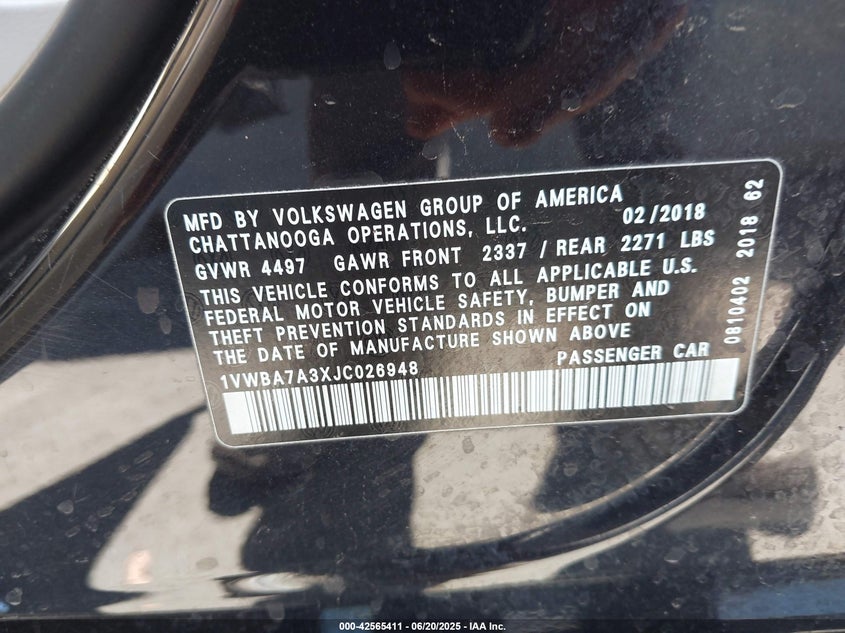 MFD BY VOLKSWAGEN GROUP OF AMERICA
CHATTANOOGA OPERATIONS, LLC. 02/2018
GVWR 4497 GAWR FRONT 2337 / REAR 2271 LBS
THIS VEHICLE CONFORMS TO ALL APPLICABLE U.S.
FEDERAL MOTOR VEHICLE SAFETY, BUMPER AND
THEFT PREVENTION STANDARDS IN EFFECT ON
THE DATE OF MANUFACTURE SHOWN ABOVE
1VWBA7A3XJC026948 PASSENGER CAR
0810402 2018 62
000-42565411 - 06/20/2025 - IAA Inc.